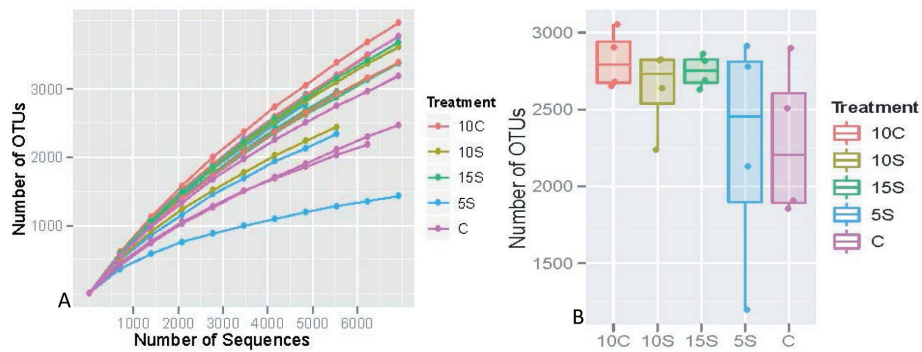 Number of OTUs
3000
2000
1000
A
1000 2000 3000 4000 5000 6000
Number of Sequences
Treatment
10C
10S
15S
5S
C
Number of OTUs
3000
2500
2000
1500
B
10C 10S 15S 5S C
Treatment
10C
10S
15S
5S
C